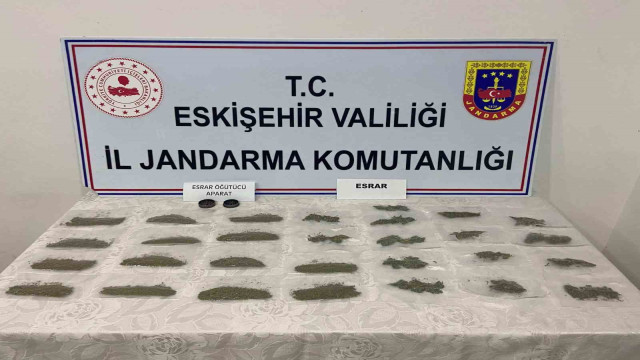 T.C.
ESKİŞEHİR VALİLİĞİ
İL JANDARMA KOMUTANLIĞI
JANDARMA
ESRAR ÖĞÜTÜCÜ
APARAT
ESRAR